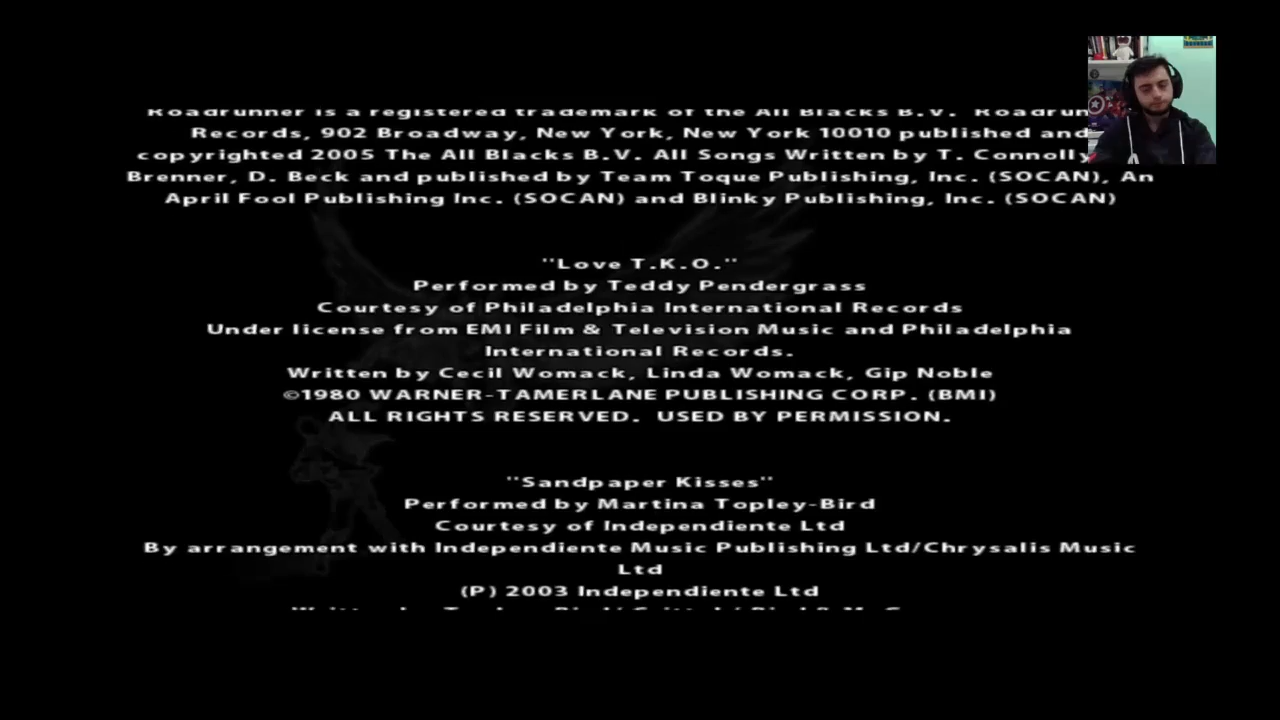 Roadrunner is a registered trademark of the All Blacks B.V. Roadrun
Records, 902 Broadway, New York, New York 10010 published and
copyrighted 2005 The All Blacks B.V. All Songs Written by T. Connolly
Brenner, D. Beck and published by Team Toque Publishing, Inc. (SOCAN), An
April Fool Publishing Inc. (SOCAN) and Blinky Publishing, Inc. (SOCAN)
"Love T.K.O."
Performed by Teddy Pendergrass
Courtesy of Philadelphia International Records
Under license from EMI Film & Television Music and Philadelphia
International Records.
Written by Cecil Womack, Linda Womack, Gip Noble
©1980 WARNER-TAMERLANE PUBLISHING CORP. (BMI)
ALL RIGHTS RESERVED. USED BY PERMISSION.
"Sandpaper Kisses"
Performed by Martina Topley-Bird
Courtesy of Independiente Ltd
By arrangement with Independiente Music Publishing Ltd/Chrysalis Music
Ltd
(P) 2003 Independiente Ltd